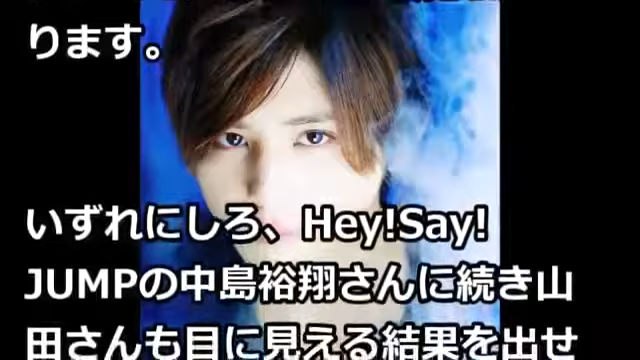 ります。
いずれにしろ、Hey!Say!
JUMPの中島裕翔さんに続き山
田さんも目に見える結果を出せ